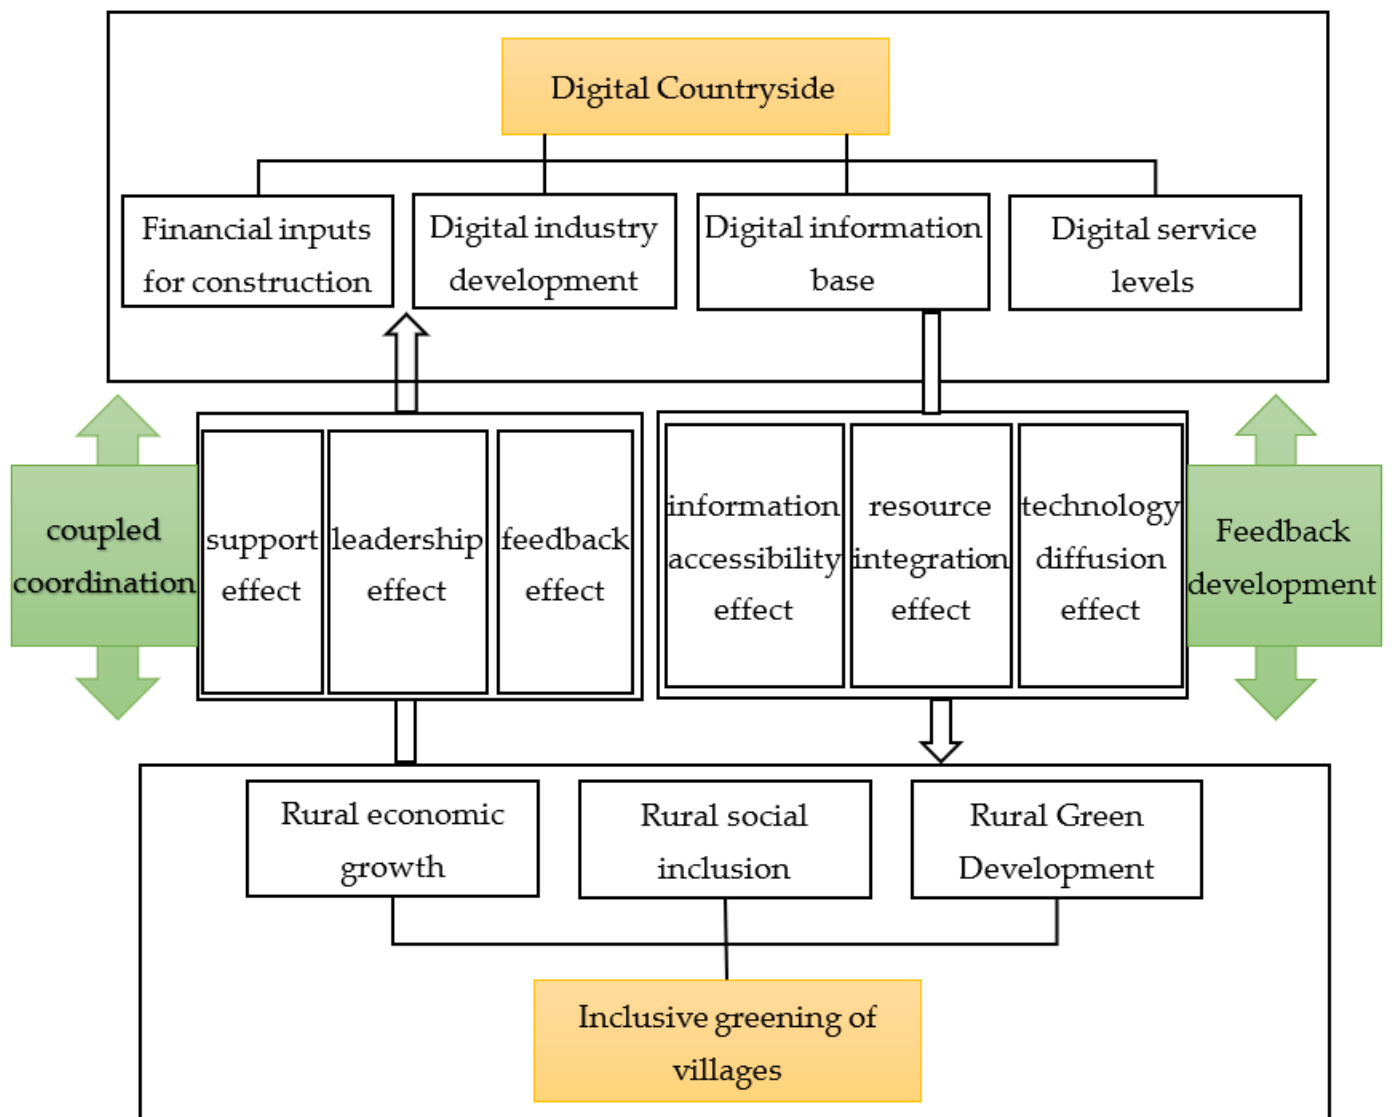 Digital Countryside
Financial inputs
for construction
Digital industry
development
Digital information
base
Digital service
levels
coupled
coordination
support
effect
leadership
effect
feedback
effect
information
accessibility
effect
resource
integration
effect
technology
diffusion
effect
Feedback
development
Rural economic
growth
Rural social
inclusion
Rural Green
Development
Inclusive greening of
villages